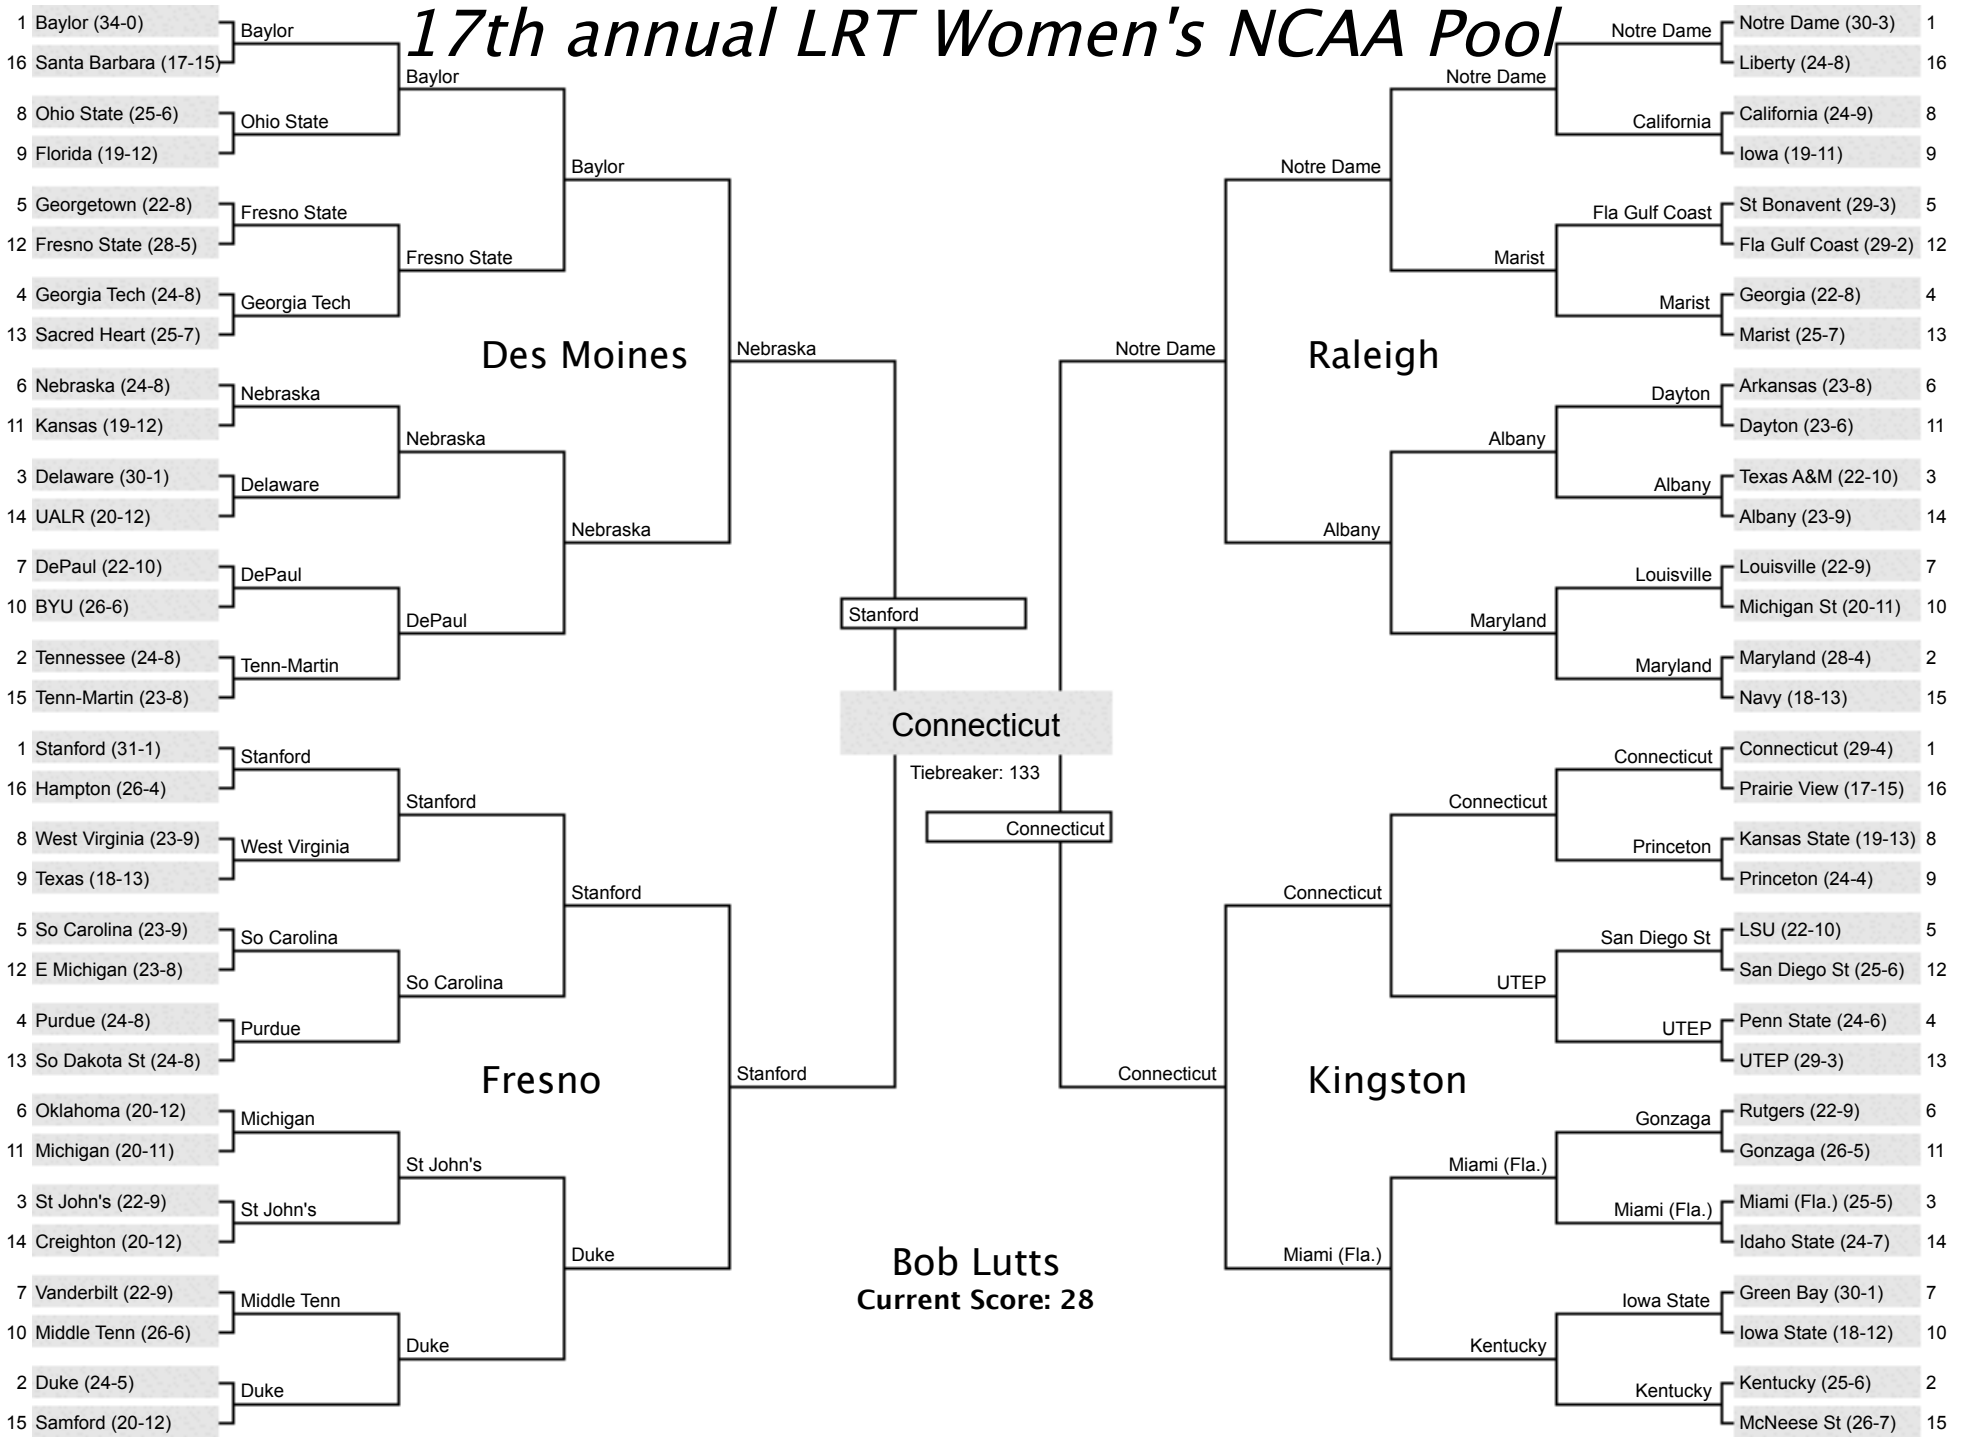 17th annual LRT Women's NCAA Pool
1 Baylor (34-0)
16 Santa Barbara (17-15)
8 Ohio State (25-6)
9 Florida (19-12)
5 Georgetown (22-8)
12 Fresno State (28-5)
4 Georgia Tech (24-8)
13 Sacred Heart (25-7)
6 Nebraska (24-8)
11 Kansas (19-12)
3 Delaware (30-1)
14 UALR (20-12)
7 DePaul (22-10)
10 BYU (26-6)
2 Tennessee (24-8)
15 Tenn-Martin (23-8)
Baylor
Ohio State
Fresno State
Georgia Tech
Nebraska
Delaware
DePaul
Tenn-Martin
Baylor
Fresno State
Nebraska
DePaul
Baylor
Nebraska
Des Moines
Nebraska
1 Stanford (31-1)
16 Hampton (26-4)
8 West Virginia (23-9)
9 Texas (18-13)
5 So Carolina (23-9)
12 E Michigan (23-8)
4 Purdue (24-8)
13 So Dakota St (24-8)
6 Oklahoma (20-12)
11 Michigan (20-11)
3 St John's (22-9)
14 Creighton (20-12)
7 Vanderbilt (22-9)
10 Middle Tenn (26-6)
2 Duke (24-5)
15 Samford (20-12)
Stanford
West Virginia
So Carolina
Purdue
Michigan
St John's
Middle Tenn
Duke
Stanford
So Carolina
St John's
Duke
Stanford
Duke
Fresno
Stanford
Stanford
Connecticut
Tiebreaker: 133
Connecticut
Bob Lutts
Current Score: 28
Notre Dame (30-3) 1
Liberty (24-8) 16
California (24-9) 8
Iowa (19-11) 9
St Bonavent (29-3) 5
Fla Gulf Coast (29-2) 12
Georgia (22-8) 4
Marist (25-7) 13
Arkansas (23-8) 6
Dayton (23-6) 11
Texas A&M (22-10) 3
Albany (23-9) 14
Louisville (22-9) 7
Michigan St (20-11) 10
Maryland (28-4) 2
Navy (18-13) 15
Notre Dame
California
Fla Gulf Coast
Marist
Dayton
Albany
Louisville
Maryland
Notre Dame
Marist
Albany
Maryland
Notre Dame
Albany
Raleigh
Notre Dame
Connecticut (29-4) 1
Prairie View (17-15) 16
Kansas State (19-13) 8
Princeton (24-4) 9
LSU (22-10) 5
San Diego St (25-6) 12
Penn State (24-6) 4
UTEP (29-3) 13
Rutgers (22-9) 6
Gonzaga (26-5) 11
Miami (Fla.) (25-5) 3
Idaho State (24-7) 14
Green Bay (30-1) 7
Iowa State (18-12) 10
Kentucky (25-6) 2
McNeese St (26-7) 15
Connecticut
Princeton
San Diego St
UTEP
Gonzaga
Miami (Fla.)
Iowa State
Kentucky
Connecticut
UTEP
Miami (Fla.)
Kentucky
Connecticut
Miami (Fla.)
Kingston
Connecticut